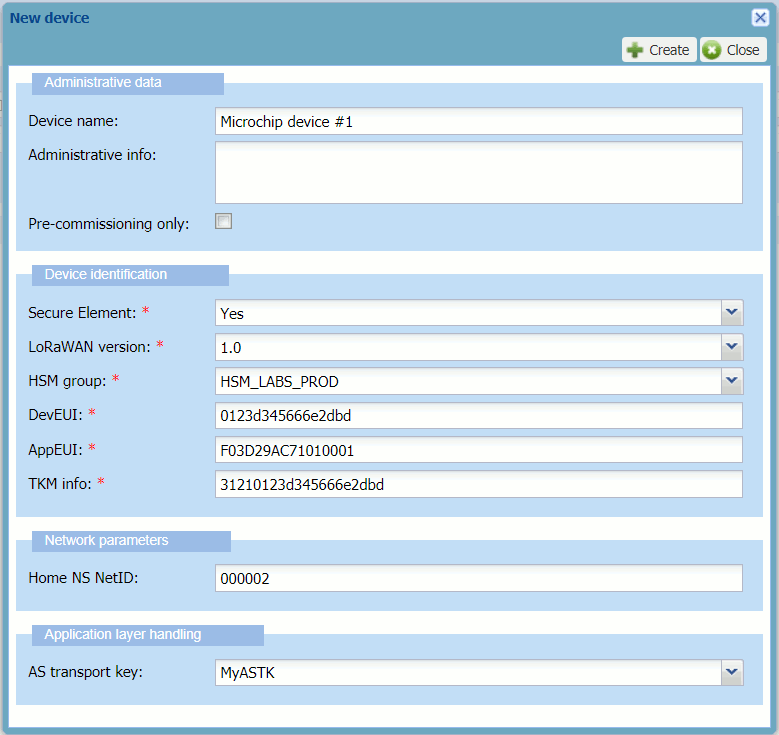 New device
Create Close
Administrative data
Device name: Microchip device #1
Administrative info:
Pre-commissioning only:
Device identification
Secure Element: * Yes
LoRaWAN version: * 1.0
HSM group: * HSM_LABS_PROD
DevEUI: * 0123d345666e2dbd
AppEUI: * F03D29AC71010001
TKM info: * 31210123d345666e2dbd
Network parameters
Home NS NetID: 000002
Application layer handling
AS transport key: MyASTK